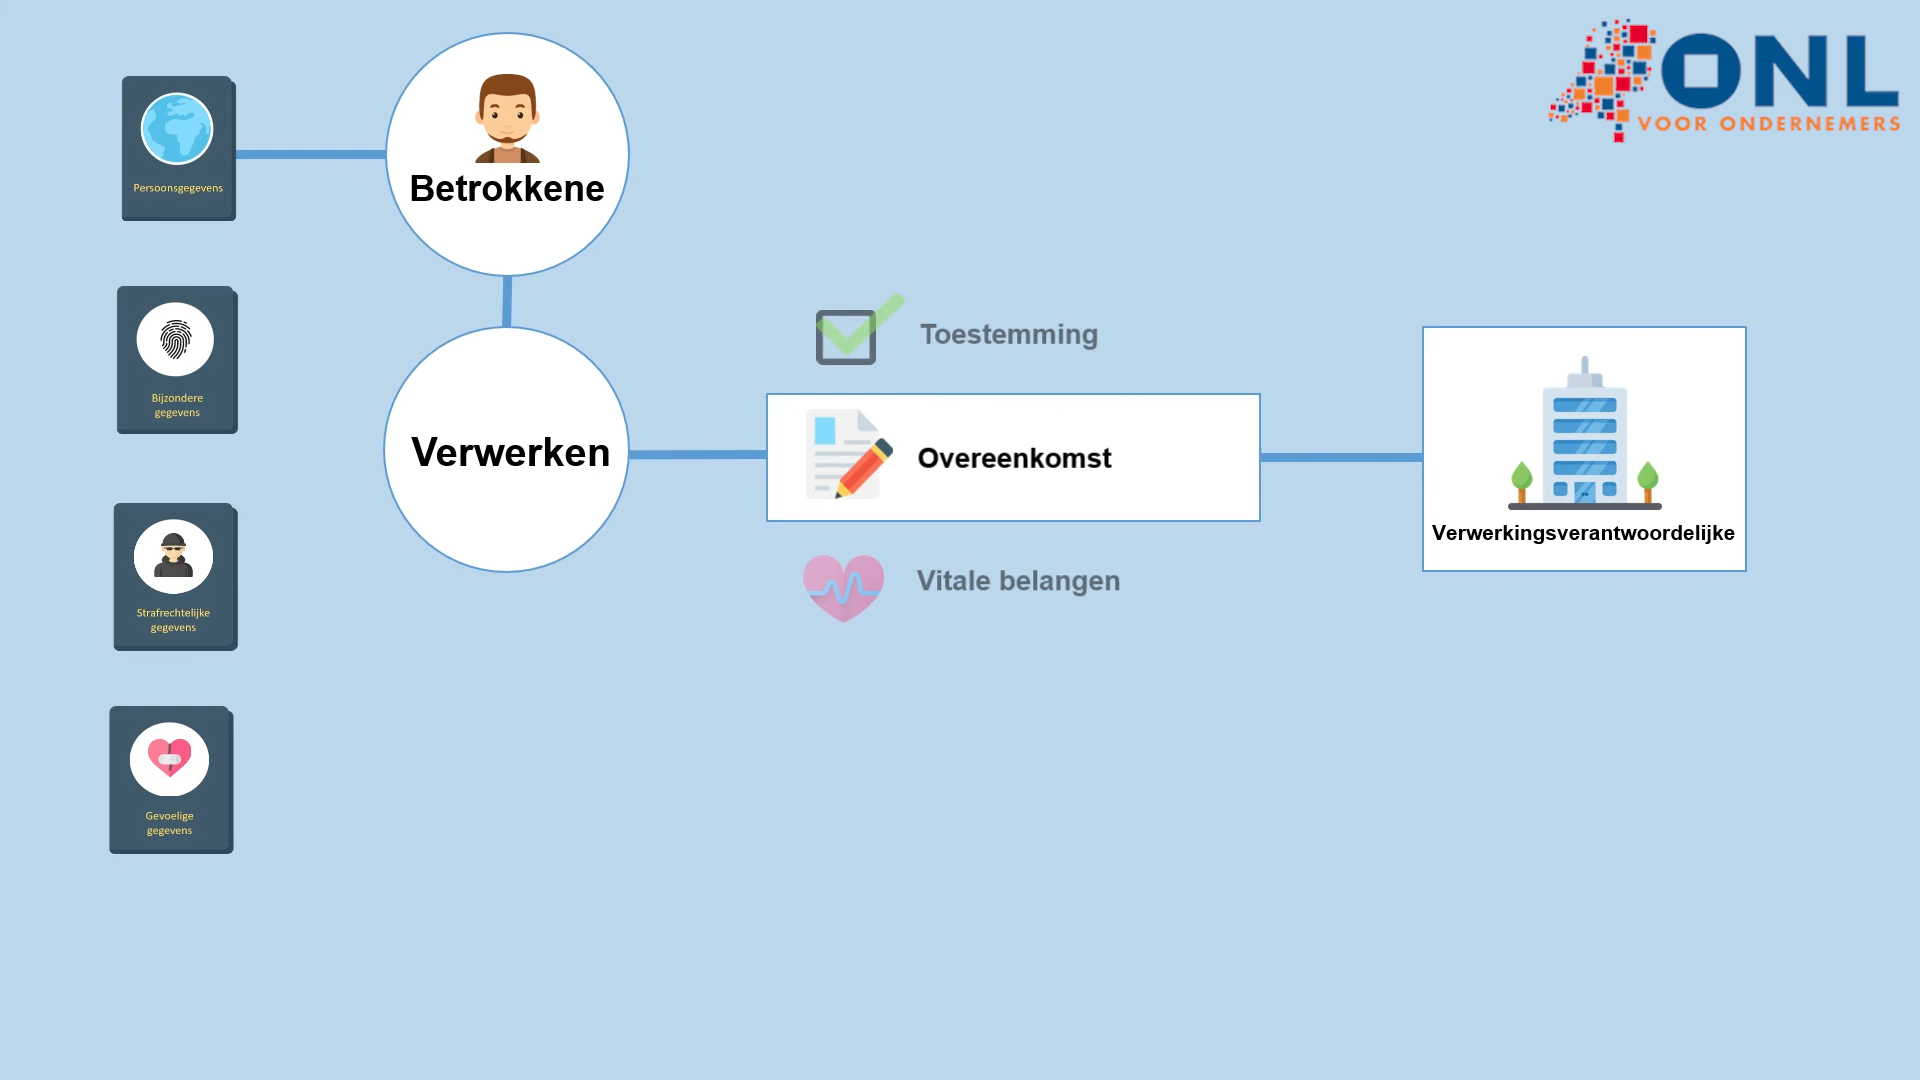 ONL
VOOR ONDERNEMERS
Persoonsgegevens
Betrokkene
Bijzondere
gegevens
Toestemming
Verwerken
Overeenkomst
Verwerkingsverantwoordelijke
Vitale belangen
Strafrechtelijke
gegevens
Gevoelige
gegevens